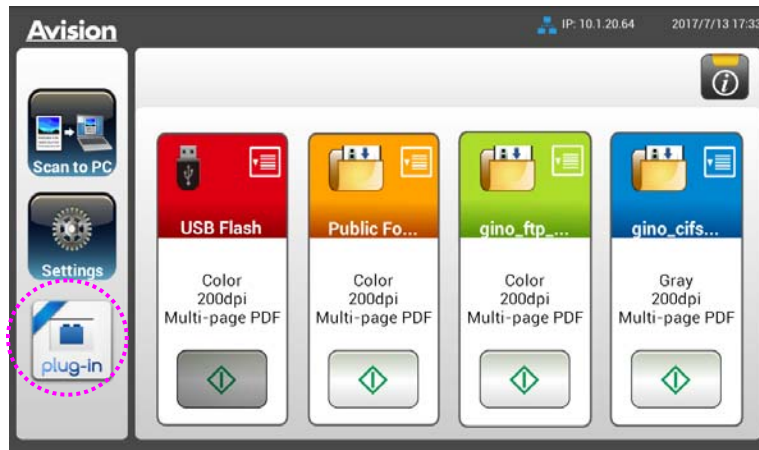 Avision
IP: 10.1.20.64 2017/7/13 17:33
Scan to PC
Settings
plug-in
USB Flash
Color
200dpi
Multi-page PDF
Public Fo...
Color
200dpi
Multi-page PDF
gino_ftp_...
Color
200dpi
Multi-page PDF
gino_cifs...
Gray
200dpi
Multi-page PDF